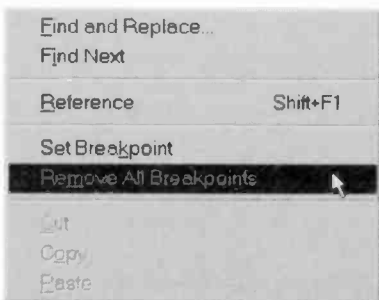 Find and Replace...
Find Next
Reference Shift+F1
Set Breakpoint
Remove All Breakpoints
Cut
Copy
Paste